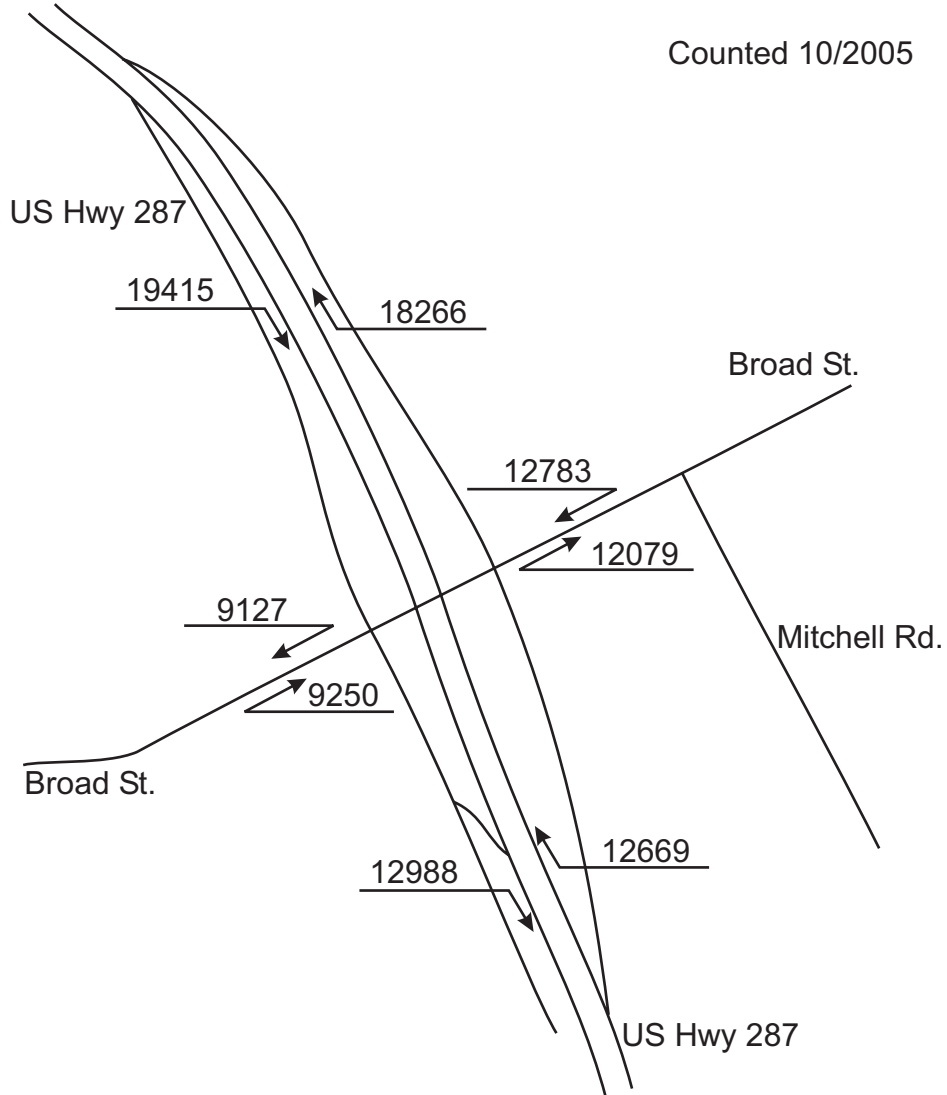 Counted 10/2005
US Hwy 287
19415
18266
Broad St.
12783
12079
9127
Mitchell Rd.
9250
Broad St.
12669
12988
US Hwy 287